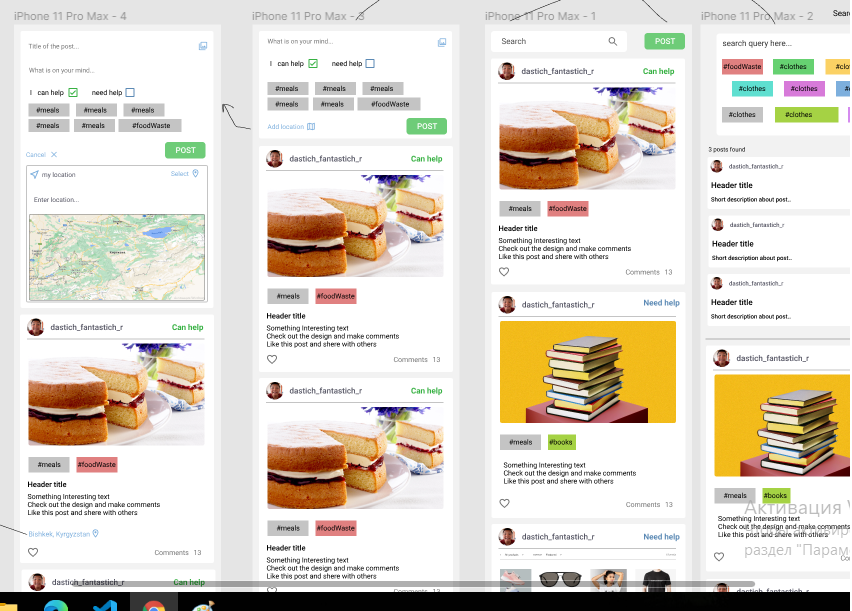 iPhone 11 Pro Max - 4
Title of the post...
What is on your mind...
I can help need help
#meals #meals #meals
#meals #meals #foodWaste
Cancel POST
my location Select
Enter location...
dastich_fantastich_r Can help
#meals #foodWaste
Header title
Something Interesting text
Check out the design and make comments
Like this post and shere with others
Bishkek, Kyrgyzstan
Comments 13
Can help
iPhone 11 Pro Max - 3
What is on your mind...
I can help need help
#meals #meals #meals
#meals #meals #foodWaste
Add location POST
dastich_fantastich_r Can help
#meals #foodWaste
Header title
Something Interesting text
Check out the design and make comments
Like this post and share with others
Comments 13
dastich_fantastich_r Can help
#meals #foodWaste
Header title
Something Interesting text
Check out the design and make comments
Like this post and share with others
iPhone 11 Pro Max - 1
Search POST
dastich_fantastich_r Can help
#meals #foodWaste
Header title
Something Interesting text
Check out the design and make comments
Like this post and shere with others
Comments 13
dastich_fantastich_r Need help
#meals #books
Something Interesting text
Check out the design and make comments
Like this post and shere with others
Comments 13
dastich_fantastich_r Need help
iPhone 11 Pro Max - 2
Sear
search query here...
#foodWaste #clothes #clo
#clothes #clothes
#clothes #clothes
3 posts found
dastich_fantastich_r
Header title
Short description about post..
dastich_fantastich_r
Header title
Short description about post..
dastich_fantastich_r
Header title
Short description about post..
dastich_fantastich_r
#meals #books
Something Interesting text
Check out the design and make comments
Like this post and shere with others
Активация
раздел "Парам